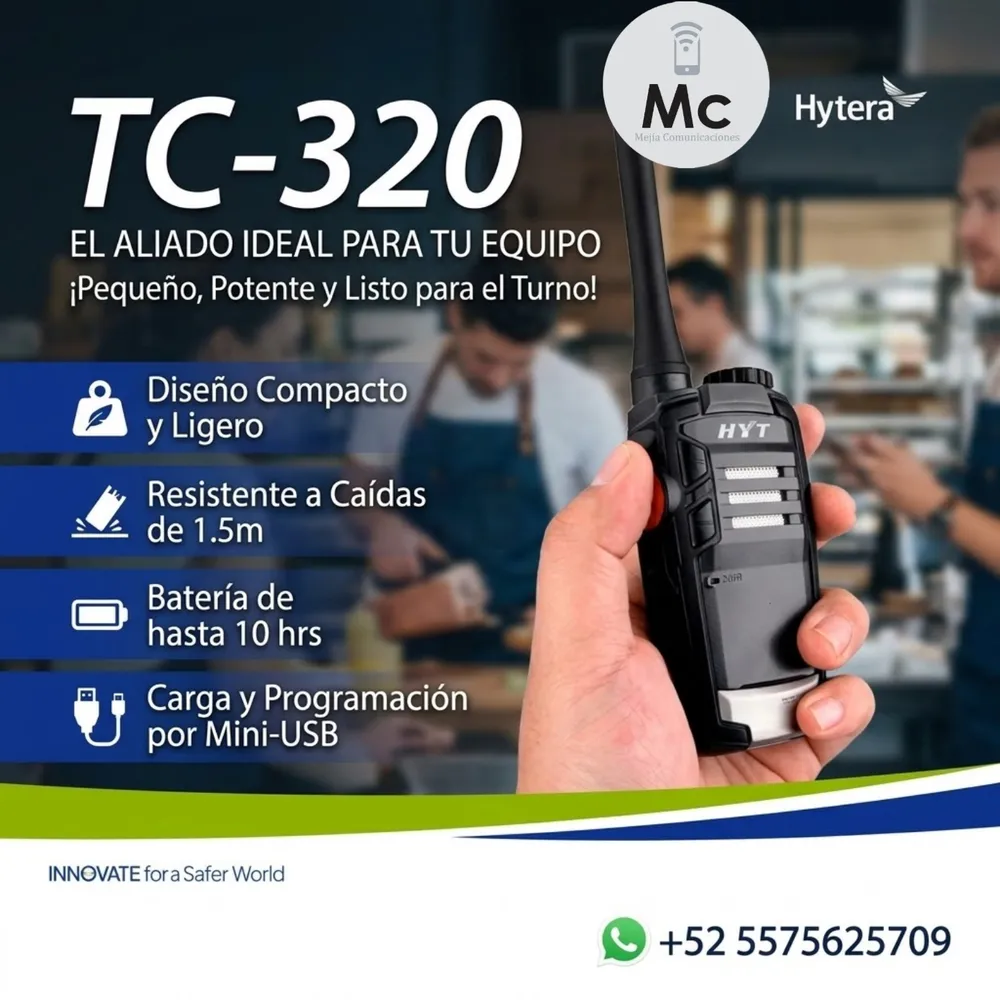 Mc
Mejía Comunicaciones
Hytera
TC-320
EL ALIADO IDEAL PARA TU EQUIPO
¡Pequeño, Potente y Listo para el Turno!
Diseño Compacto
y Ligero
Resistente a Caídas
de 1.5m
Batería de
hasta 10 hrs
Carga y Programación
por Mini-USB
HYT
INNOVATE for a Safer World
+52 5575625709